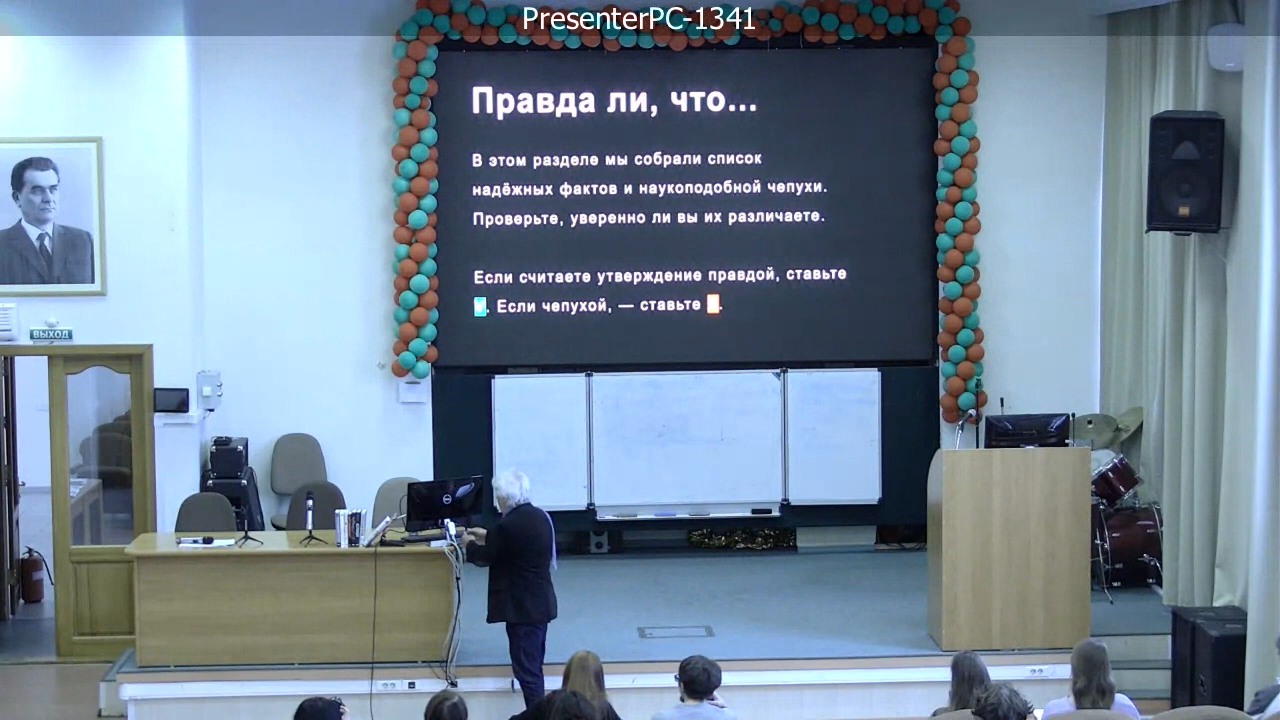 PresenterPC-1341
Правда ли, что...
В этом разделе мы собрали список
надёжных фактов и наукоподобной чепухи.
Проверьте, уверенно ли вы их различаете.
Если считаете утверждение правдой, ставьте
. Если чепухой, — ставьте .
ВЫХОД
DELL